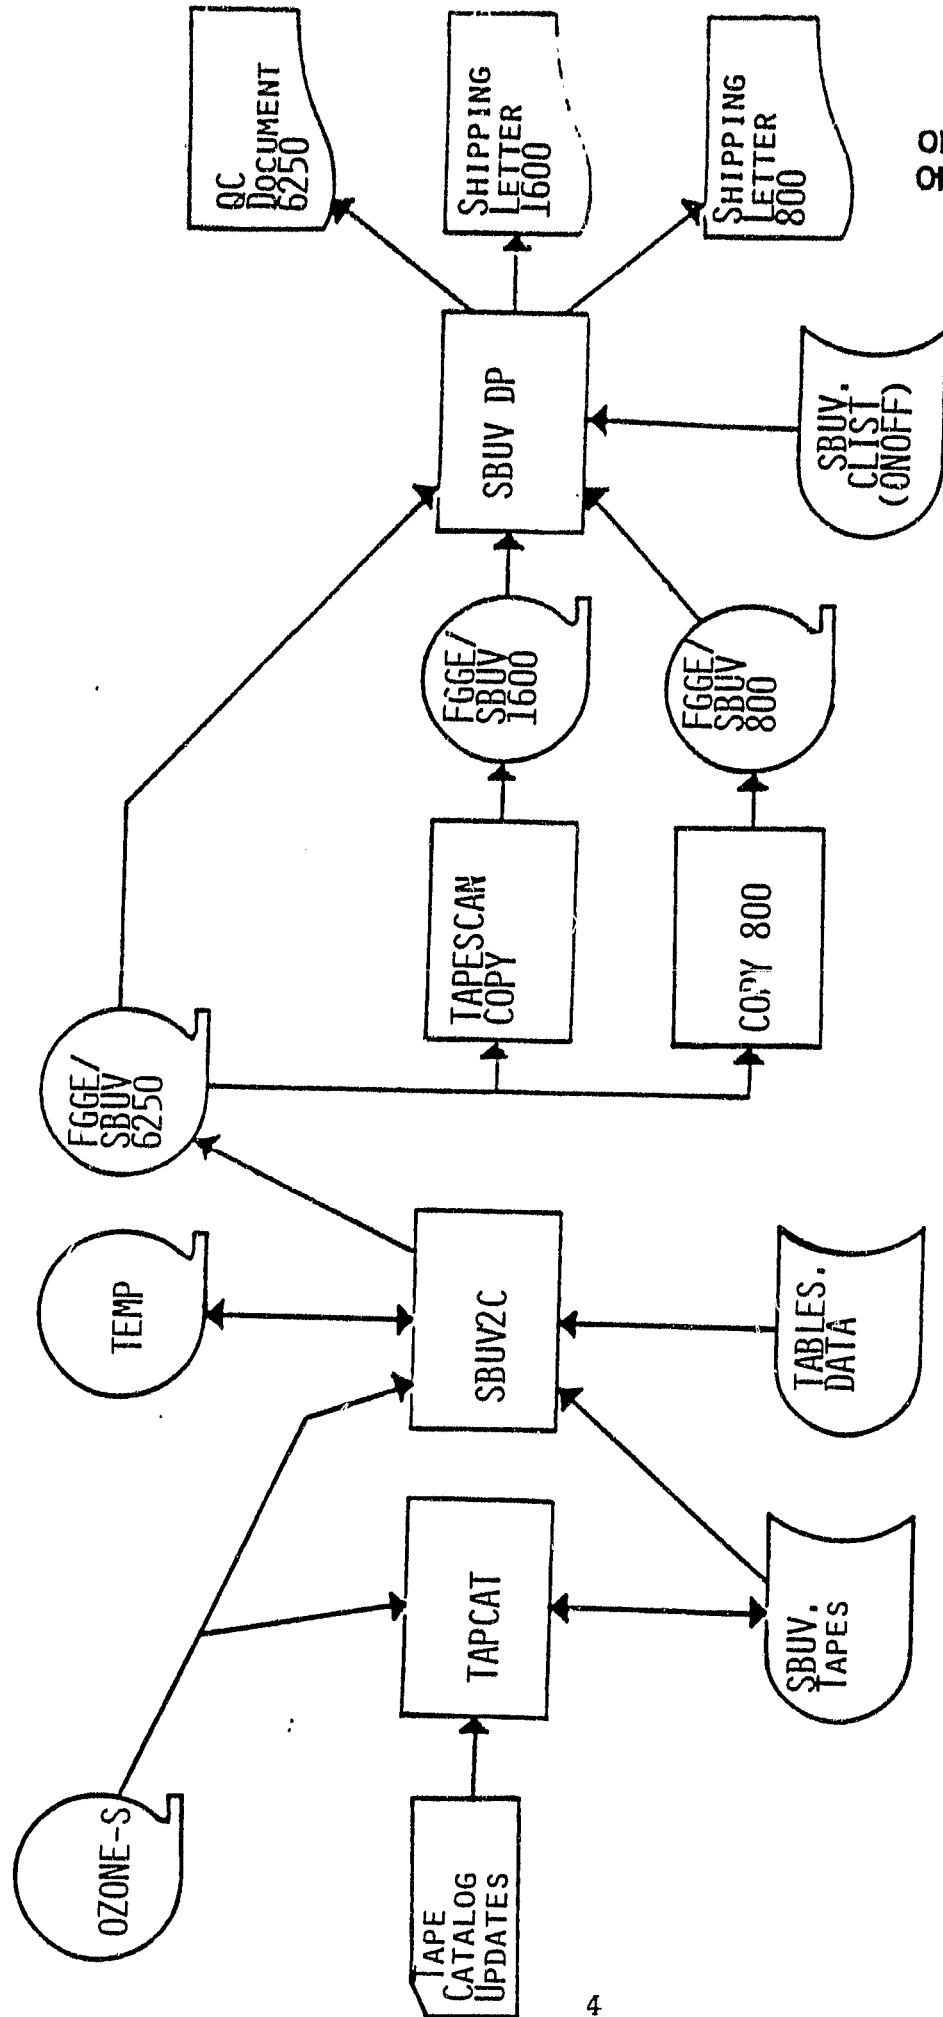 OZONE-S
TAPE
CATALOG
UPDATES
TAPCAT
SBUV.
TAPES
TEMP
SBUV2C
TABLES.
DATA
FGGE/
SBUV
6250
TAPESCAN
COPY
COPY 800
FGGE/
SBUV
1600
FGGE/
SBUV
800
SBUV DP
SBUV.
CLIST
(ONOFF)
QC
DOCUMENT
6250
SHIPPING
LETTER
1600
SHIPPING
LETTER
800
4